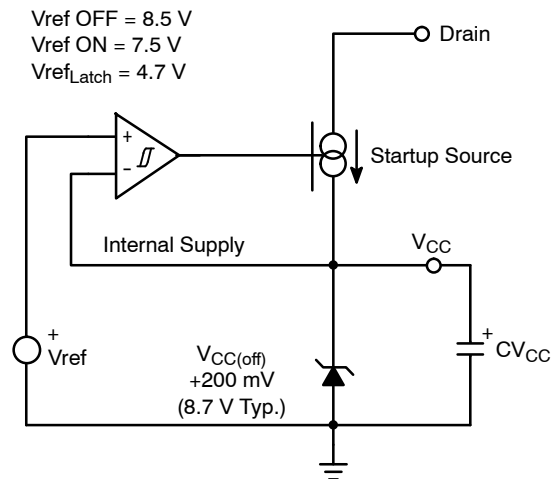 Vref OFF = 8.5 V
Vref ON = 7.5 V
VrefLatch = 4.7 V
Drain
+
-
Startup Source
Internal Supply
VCC
+
Vref
VCC(off)
+200 mV
(8.7 V Typ.)
+
CVCC